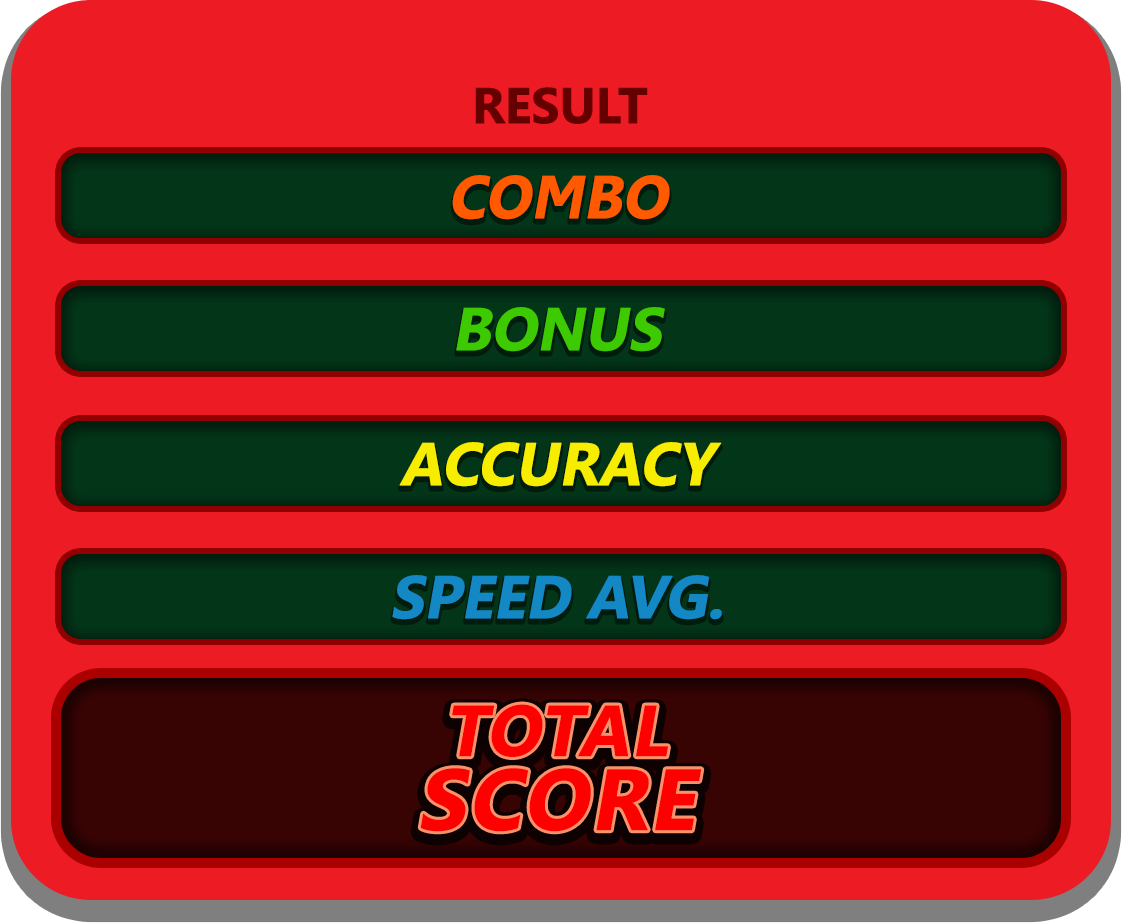 RESULT
COMBO
BONUS
ACCURACY
SPEED AVG.
TOTAL
SCORE